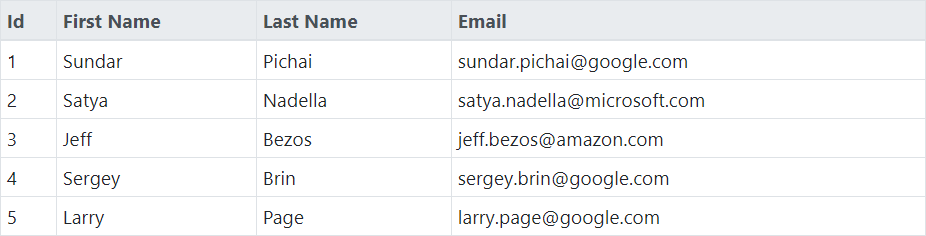 Id First Name Last Name Email
1 Sundar Pichai sundar.pichai@google.com
2 Satya Nadella satya.nadella@microsoft.com
3 Jeff Bezos jeff.bezos@amazon.com
4 Sergey Brin sergey.brin@google.com
5 Larry Page larry.page@google.com